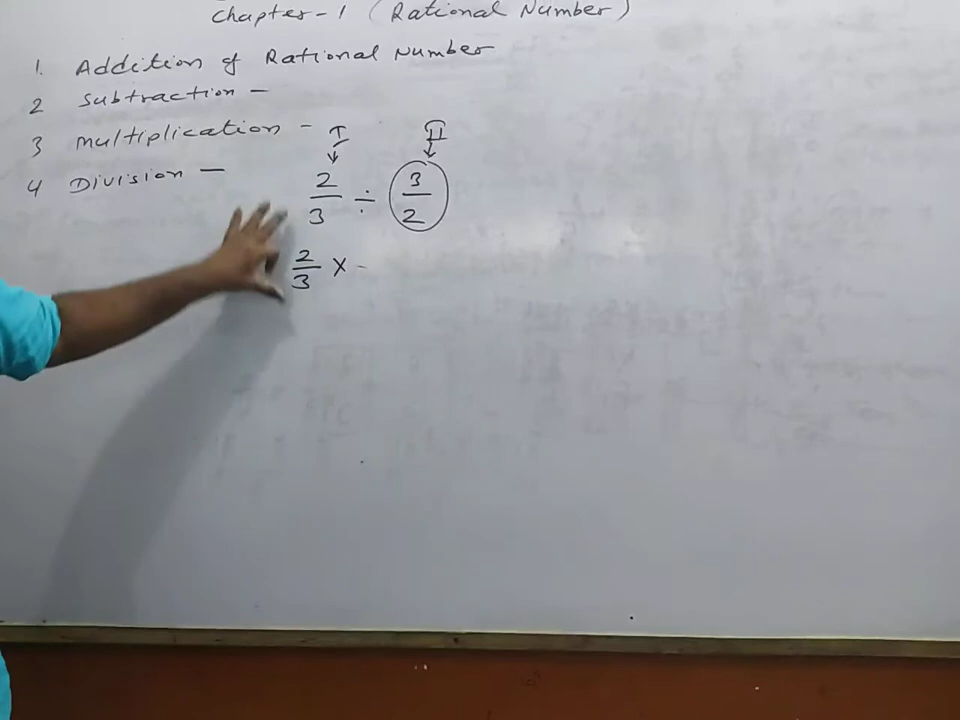 Chapter-1 (Rational Number)
1. Addition of Rational Number
2 Subtraction -
3 Multiplication -
4 Division -
I II
2/3 ÷ 3/2
2/3 × -